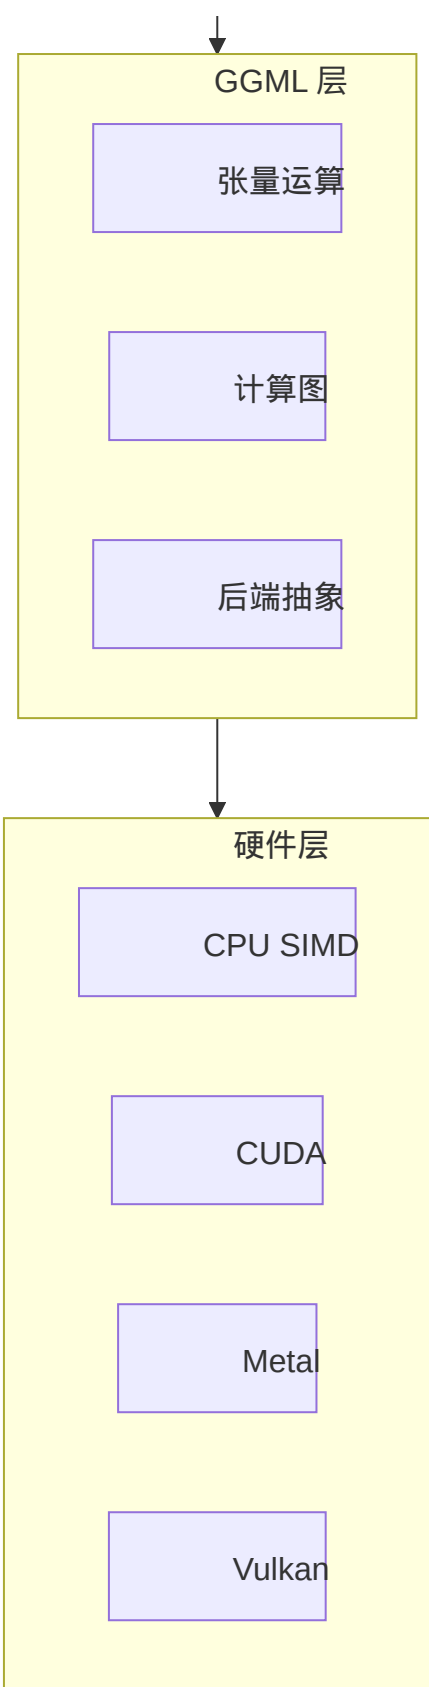 GGML 层
张量运算
计算图
后端抽象
硬件层
CPU SIMD
CUDA
Metal
Vulkan